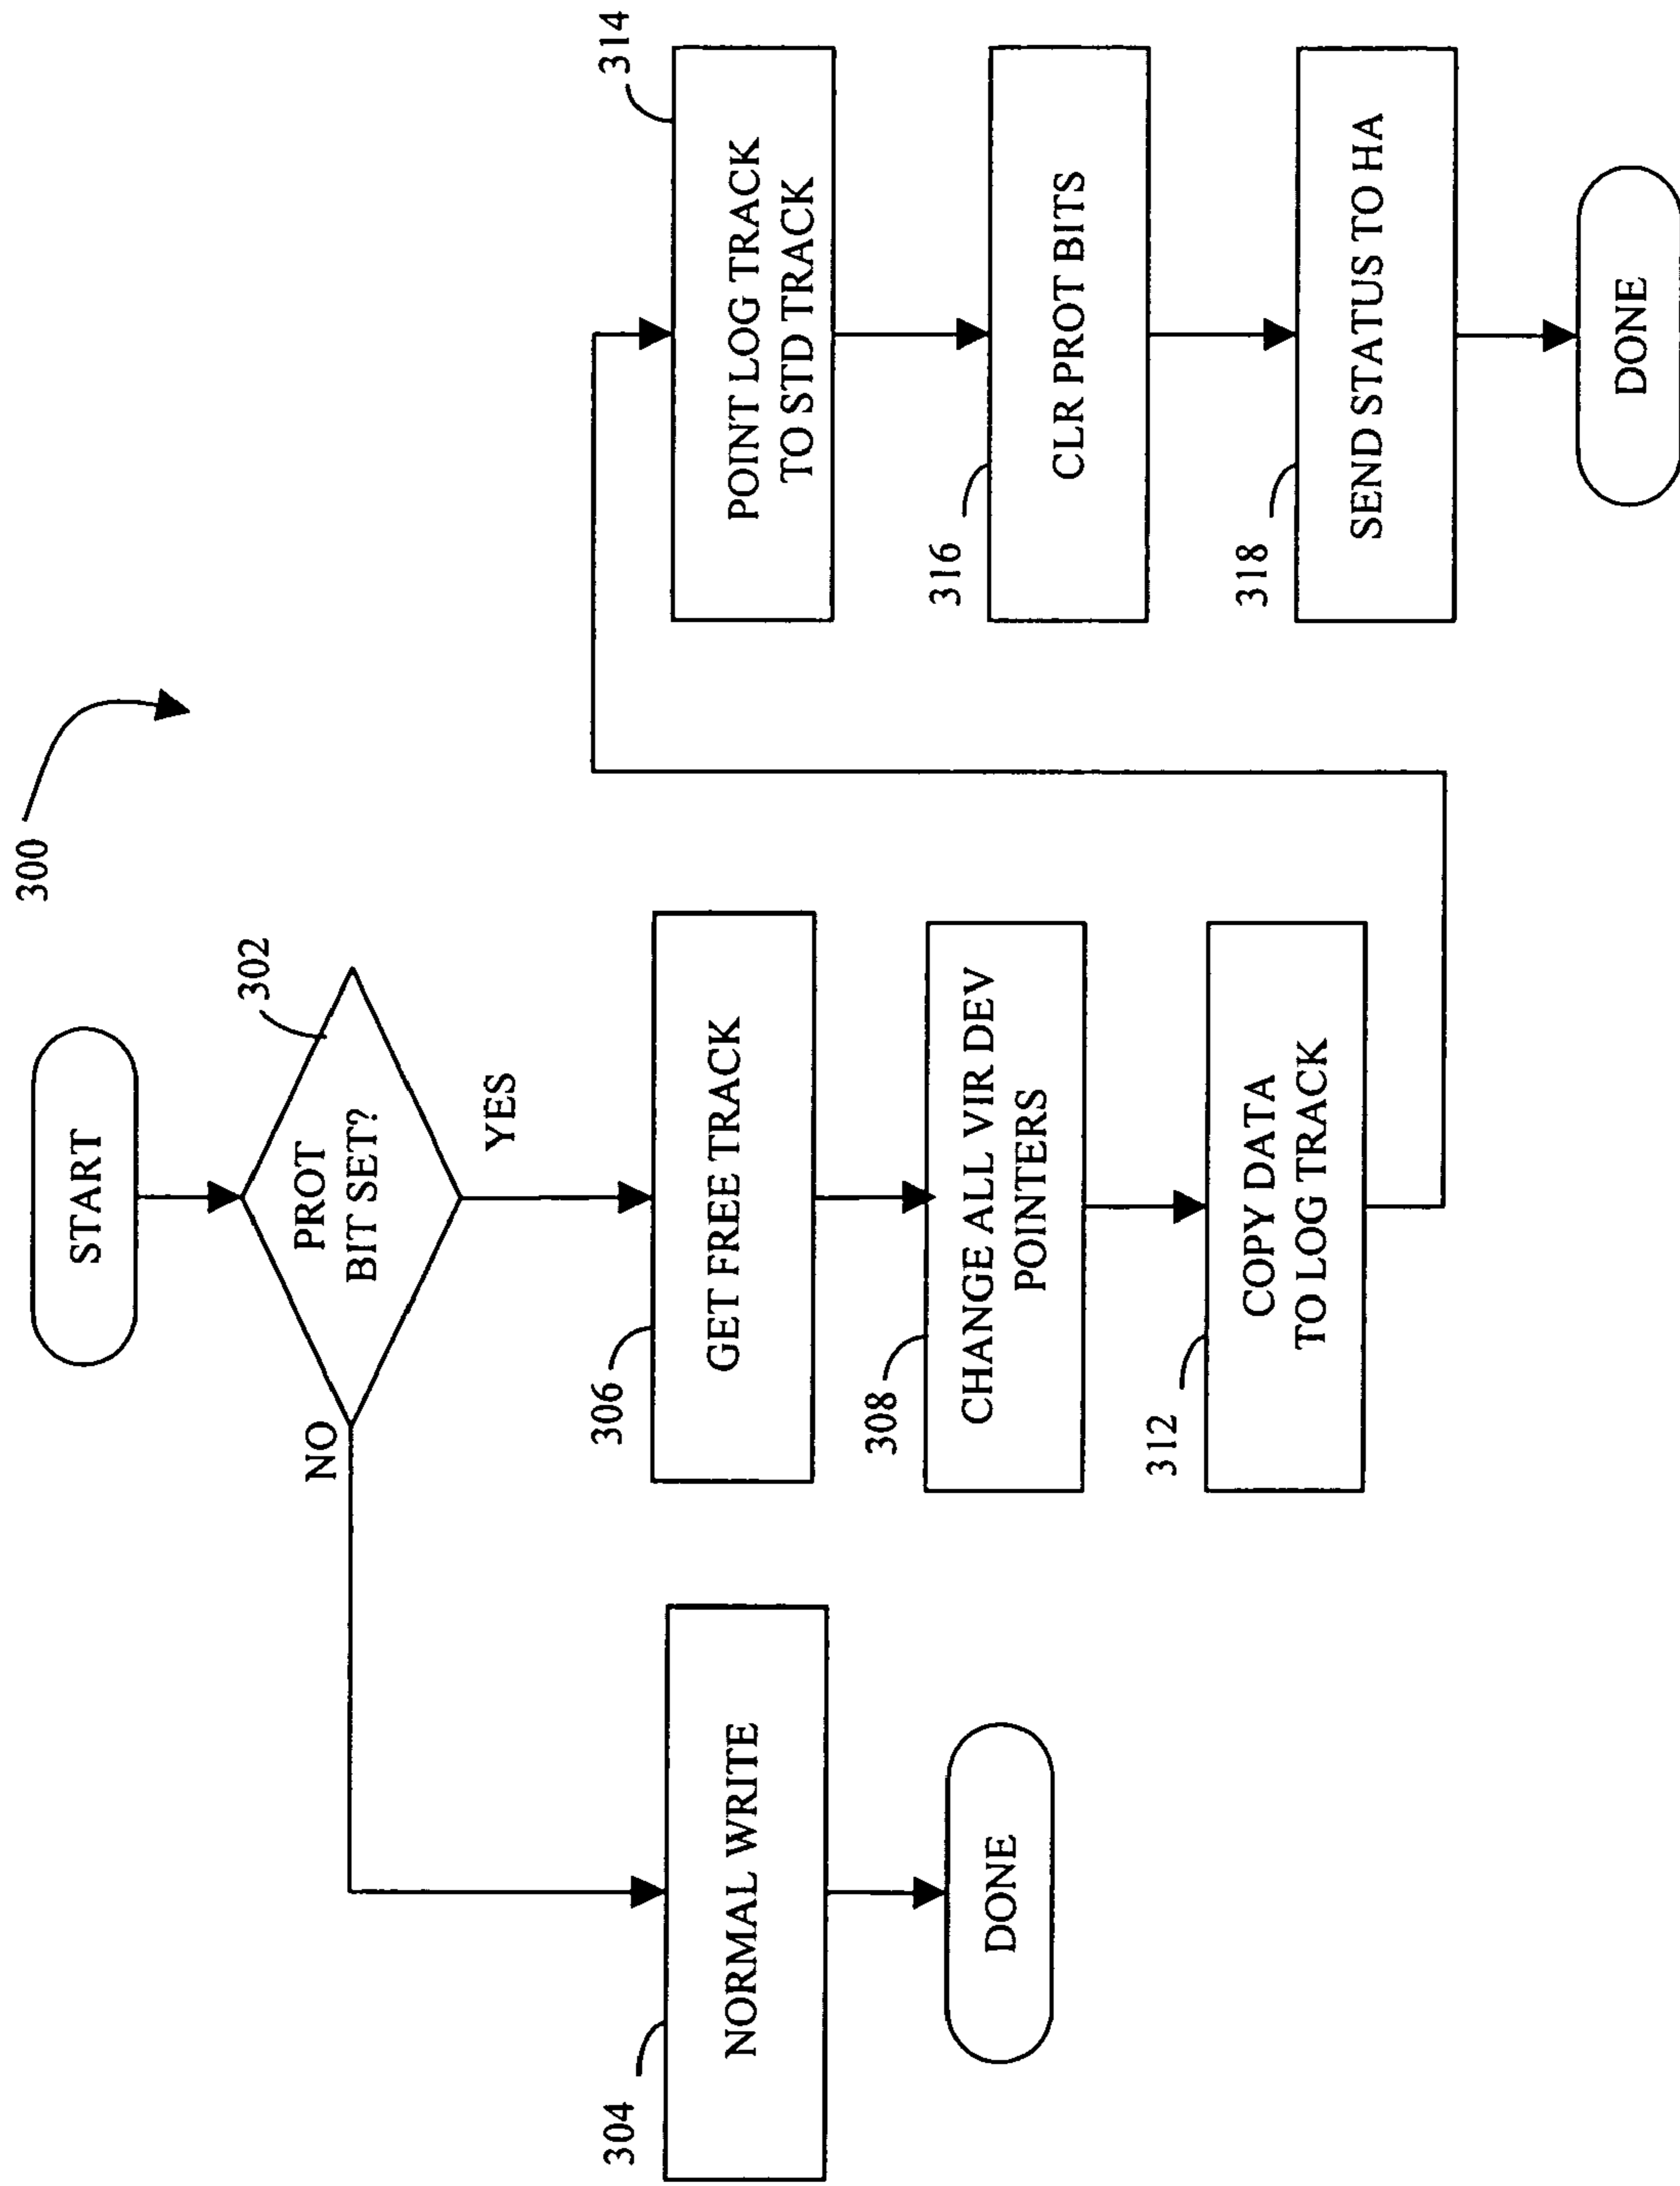 300
START
302
PROT
BIT SET?
NO
YES
304
NORMAL WRITE
DONE
306
GET FREE TRACK
308
CHANGE ALL VIR DEV
POINTERS
312
COPY DATA
TO LOG TRACK
314
POINT LOG TRACK
TO STD TRACK
316
CLR PROT BITS
318
SEND STATUS TO HA
DONE